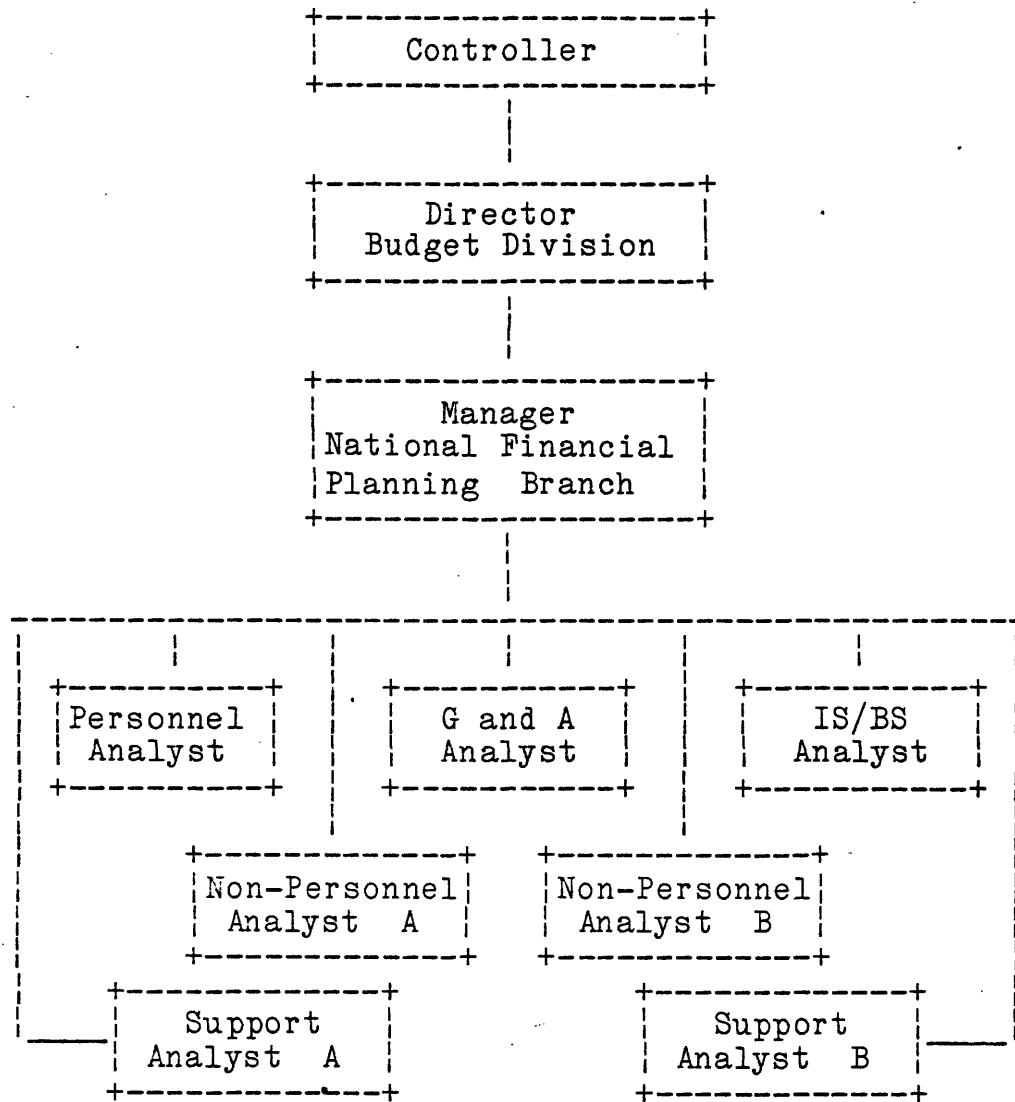 Controller
Director
Budget Division
Manager
National Financial
Planning Branch
Personnel
Analyst
G and A
Analyst
IS/BS
Analyst
Non-Personnel
Analyst A
Non-Personnel
Analyst B
Support
Analyst A
Support
Analyst B